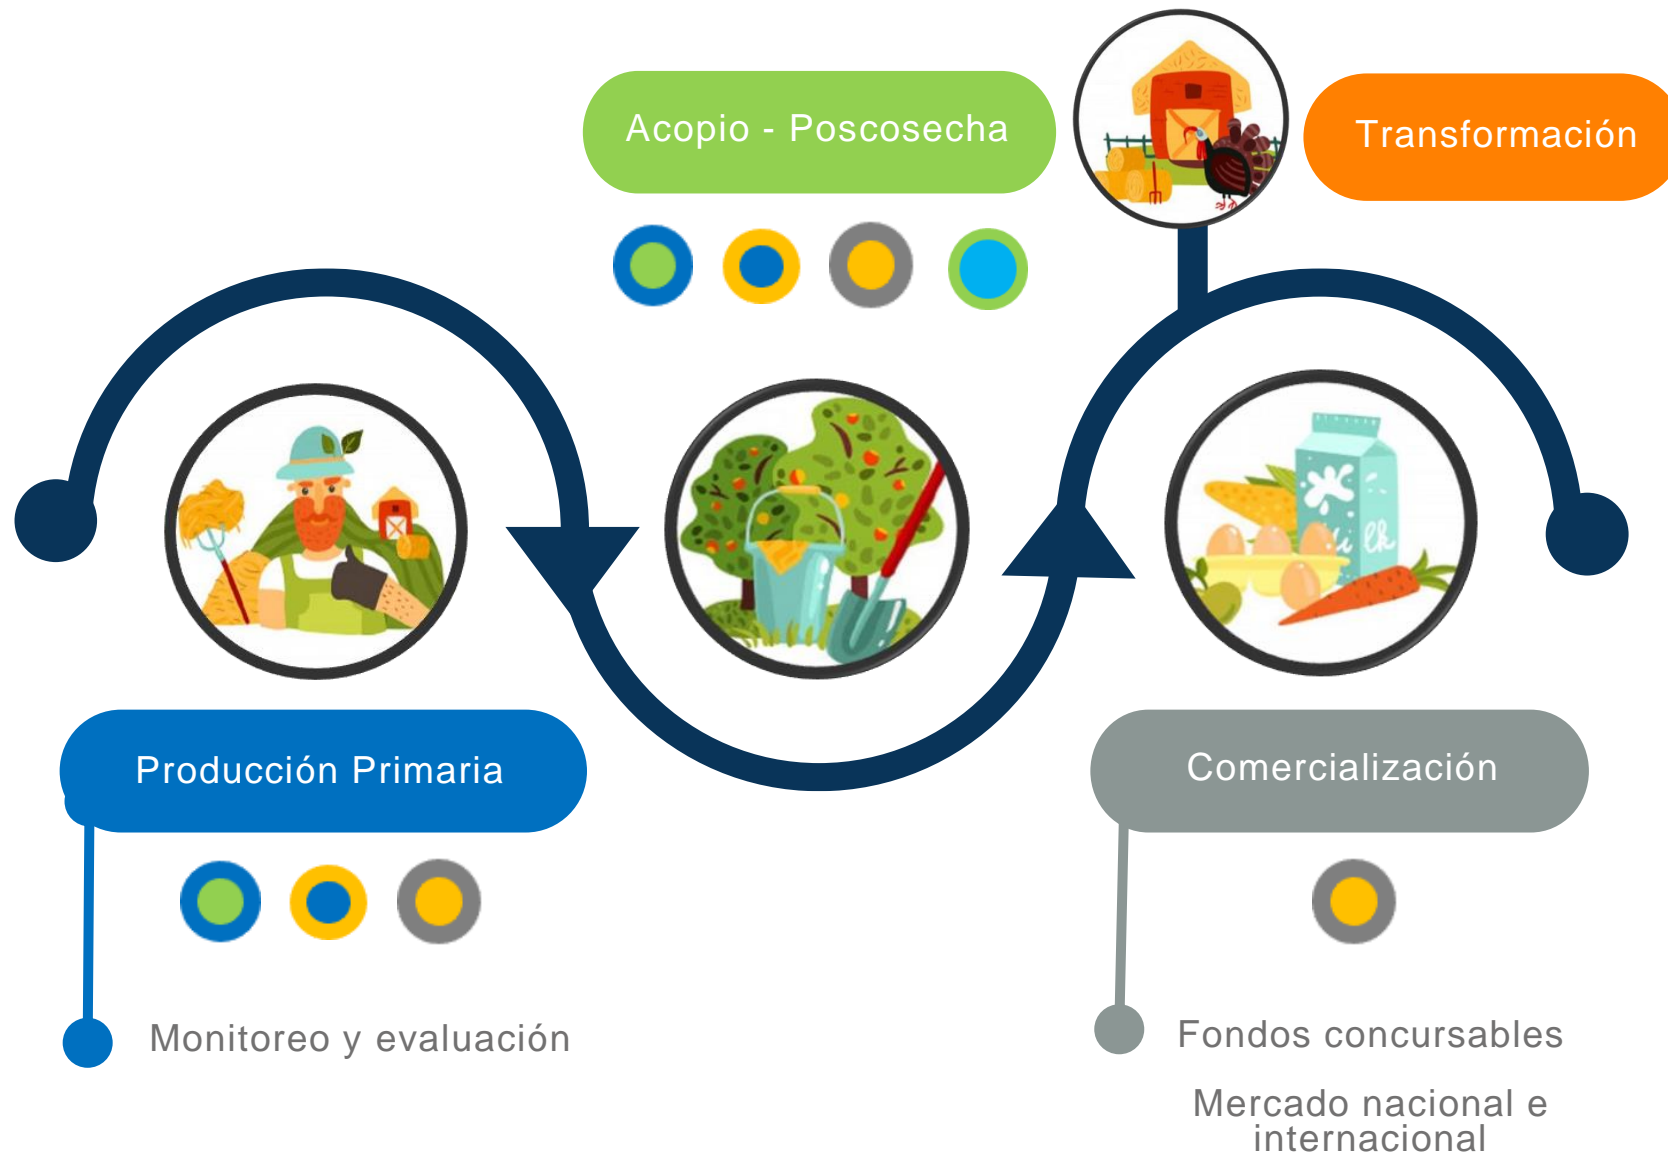 Acopio - Poscosecha
Transformación
Producción Primaria
Comercialización
Monitoreo y evaluación
Fondos concursables
Mercado nacional e
internacional